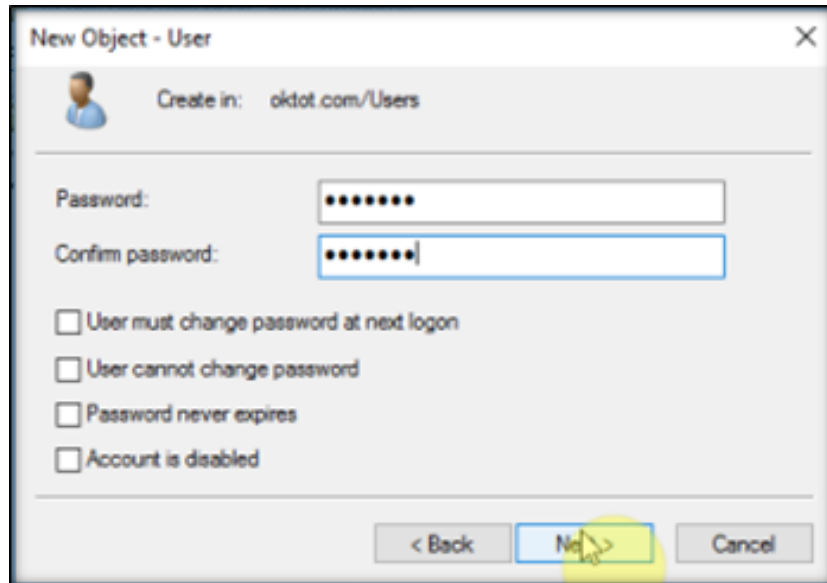 New Object - User
Create in: oktot.com/Users
Password: •••••••
Confirm password: •••••••
User must change password at next logon
User cannot change password
Password never expires
Account is disabled
< Back Next > Cancel